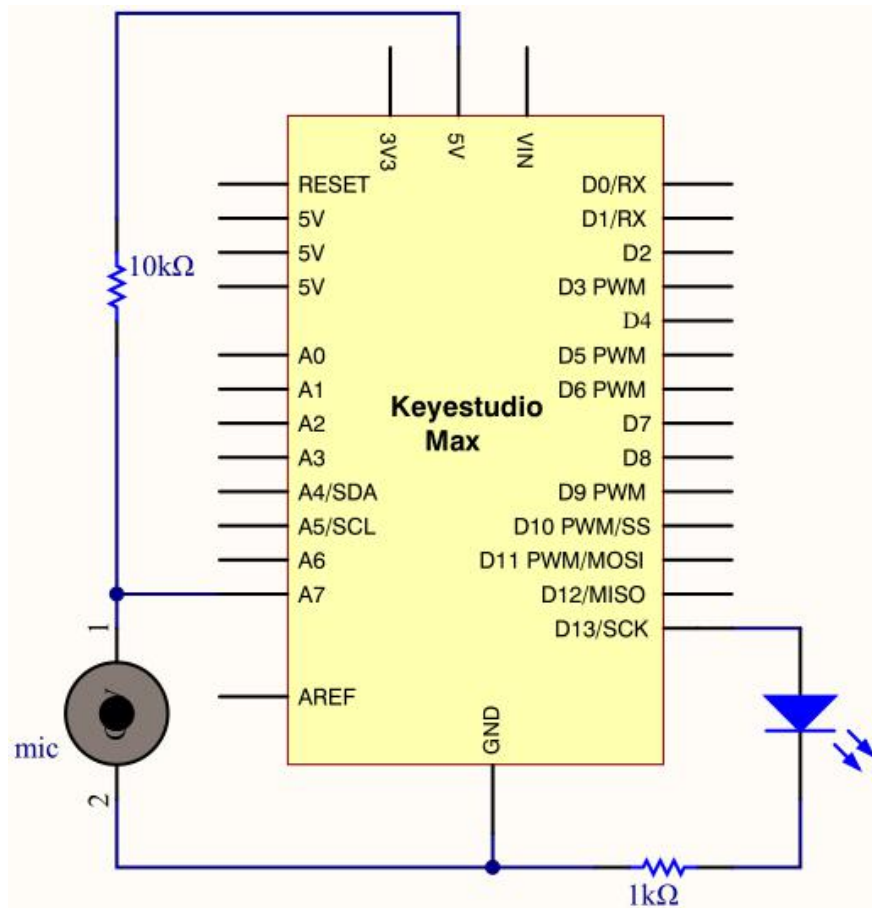 3V3
5V
VIN
RESET
5V
5V
5V
A0
A1
A2
A3
A4/SDA
A5/SCL
A6
A7
AREF
Keyestudio
Max
D0/RX
D1/RX
D2
D3 PWM
D4
D5 PWM
D6 PWM
D7
D8
D9 PWM
D10 PWM/SS
D11 PWM/MOSI
D12/MISO
D13/SCK
GND
10kΩ
1
mic
2
1kΩ